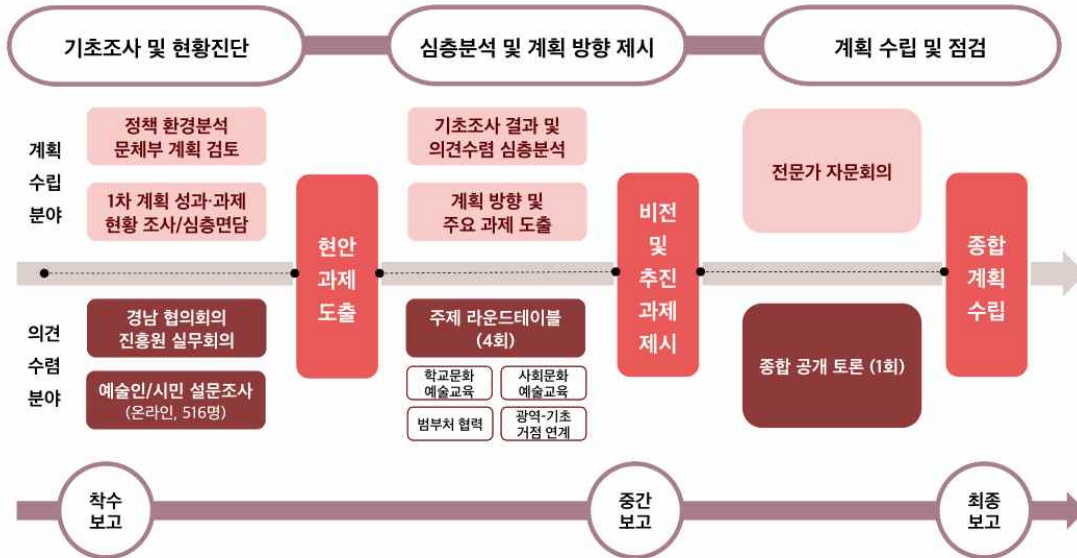 기초조사 및 현황진단
심층분석 및 계획 방향 제시
계획 수립 및 점검
계획
수립
분야
정책 환경분석
문체부 계획 검토
1차 계획 성과·과제
현황 조사/심층면담
현안
과제
도출
기초조사 결과 및
의견수렴 심층분석
계획 방향 및
주요 과제 도출
비전
및
추진
과제
제시
전문가 자문회의
종합
계획
수립
의견
수렴
분야
경남 협의회의
진흥원 실무회의
예술인/시민 설문조사
(온라인, 516명)
주제 라운드테이블
(4회)
학교문화
예술교육
사회문화
예술교육
범부처 협력
광역-기초
거점 연계
종합 공개 토론 (1회)
착수
보고
중간
보고
최종
보고